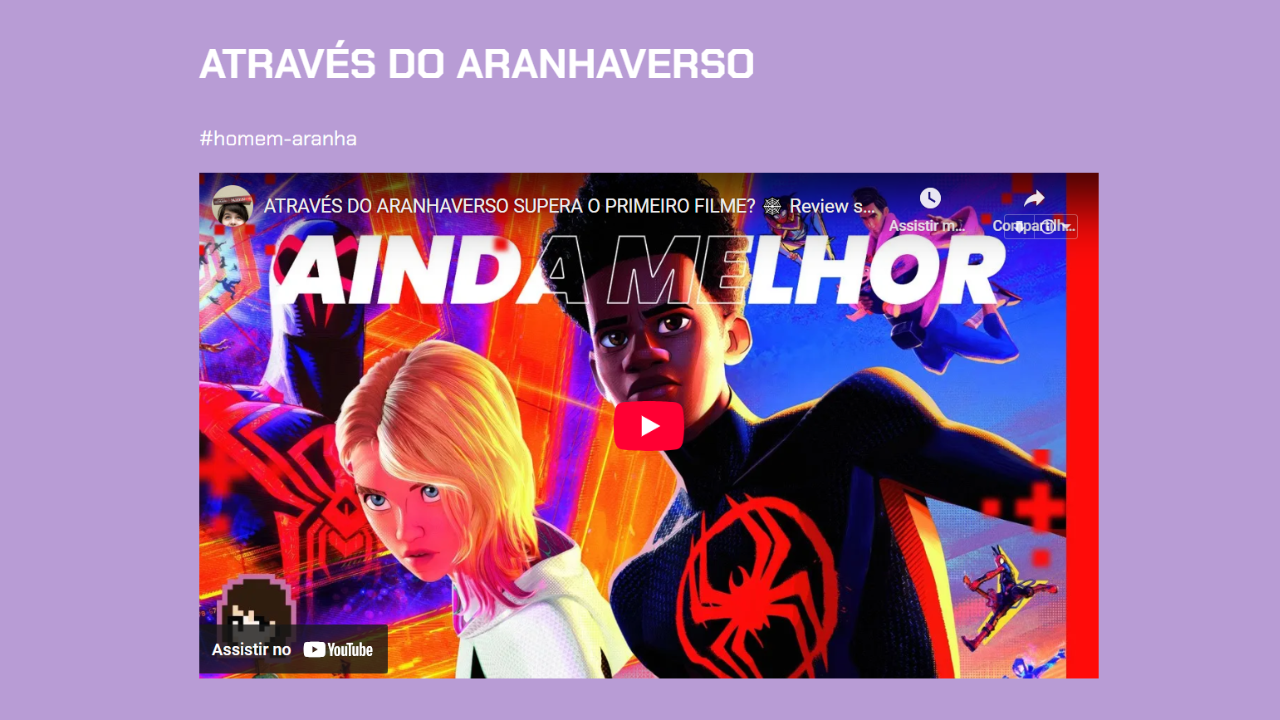 ATRAVÉS DO ARANHAVERSO
#homem-aranha
ATRAVÉS DO ARANHAVERSO SUPERA O PRIMEIRO FILME? 🕸 Review s...
Assistir m...
Compartilh...
AINDA MELHOR
Assistir no YouTube